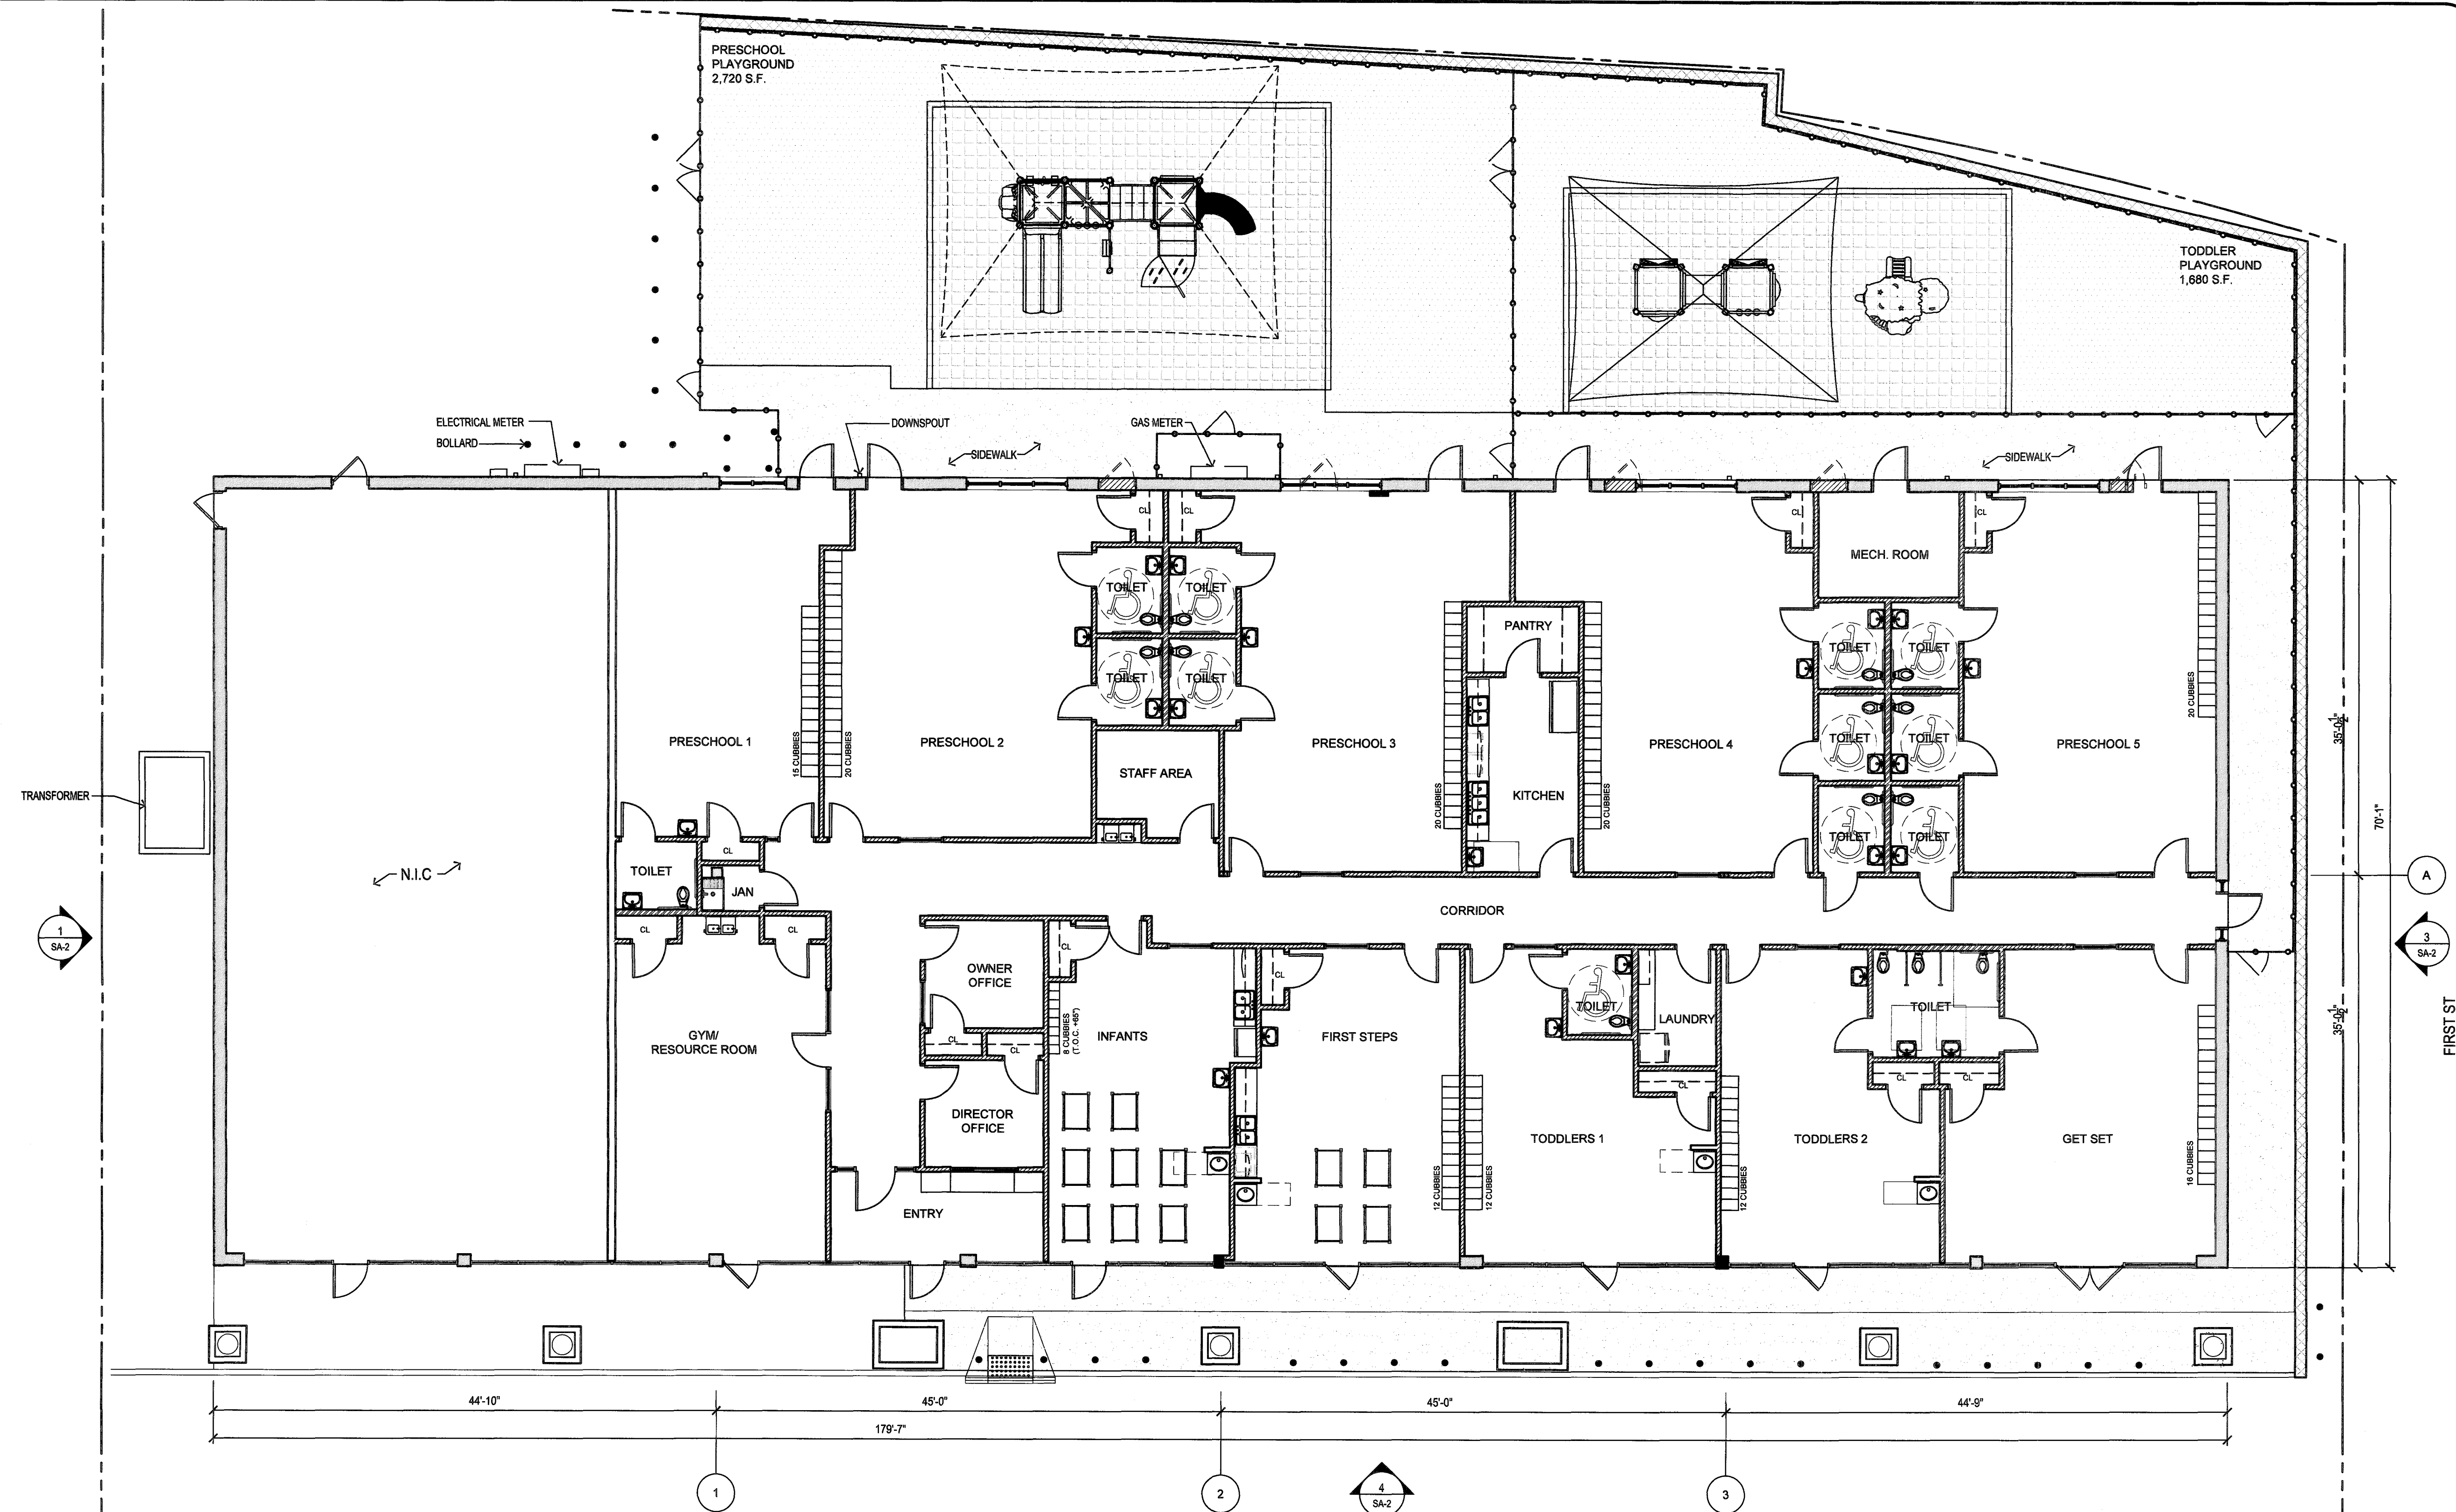 PRESCHOOL
PLAYGROUND
2,720 S.F.
TODDLER
PLAYGROUND
1,680 S.F.
ELECTRICAL METER
BOLLARD
DOWNSPOUT
GAS METER
SIDEWALK
SIDEWALK
CL
CL
CL
CL
MECH. ROOM
TOILET
TOILET
PANTRY
TOILET
TOILET
TOILET
TOILET
20 CUBBIES
PRESCHOOL 1
15 CUBBIES
20 CUBBIES
PRESCHOOL 2
STAFF AREA
PRESCHOOL 3
20 CUBBIES
KITCHEN
20 CUBBIES
PRESCHOOL 4
TOILET
TOILET
PRESCHOOL 5
35'-0½"
70'-1"
TRANSFORMER
TOILET
TOILET
CL
TOILET
JAN
N.I.C
A
CORRIDOR
1
SA-2
3
SA-2
CL
CL
OWNER
OFFICE
CL
CL
GYM/
RESOURCE ROOM
CL
CL
8 CUBBIES
(T.O.C. +65")
INFANTS
FIRST STEPS
TOILET
LAUNDRY
TOILET
35'-0½"
FIRST ST
CL
CL
CL
DIRECTOR
OFFICE
TODDLERS 1
TODDLERS 2
GET SET
12 CUBBIES
12 CUBBIES
12 CUBBIES
16 CUBBIES
ENTRY
44'-10"
45'-0"
45'-0"
44'-9"
179'-7"
1
2
4
SA-2
3